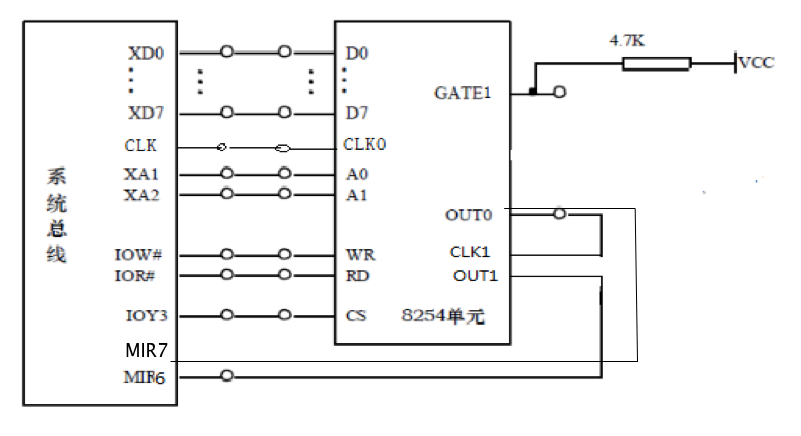 4.7K
VCC
XD0
D0
GATE1
XD7
D7
CLK
CLK0
系统总线
XA1
A0
XA2
A1
OUT0
IOW#
WR
CLK1
IOR#
RD
OUT1
IOY3
CS
8254单元
MIR7
MIR6